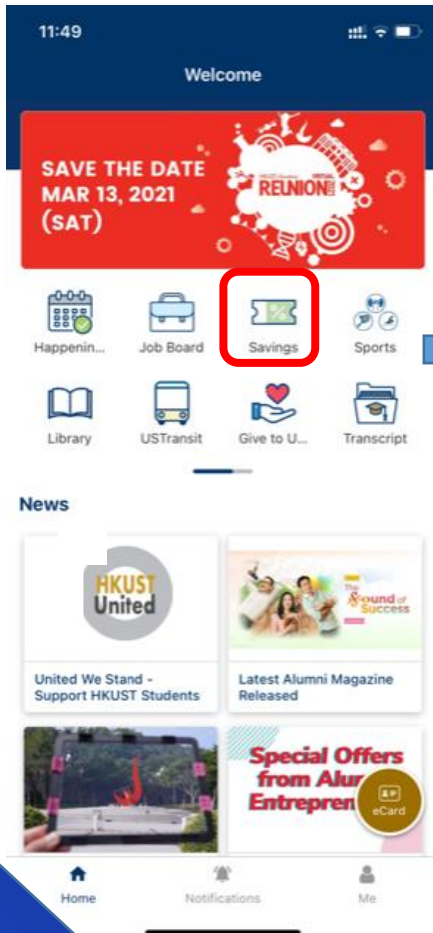 11:49
Welcome
SAVE THE DATE
MAR 13, 2021
(SAT)
REUNION
Happenin...
Job Board
Savings
Sports
Library
USTransit
Give to U...
Transcript
News
HKUST
United
The
Sound of
Success
United We Stand -
Support HKUST Students
Latest Alumni Magazine
Released
Special Offers
from
eCard
Home
Notifications
Me